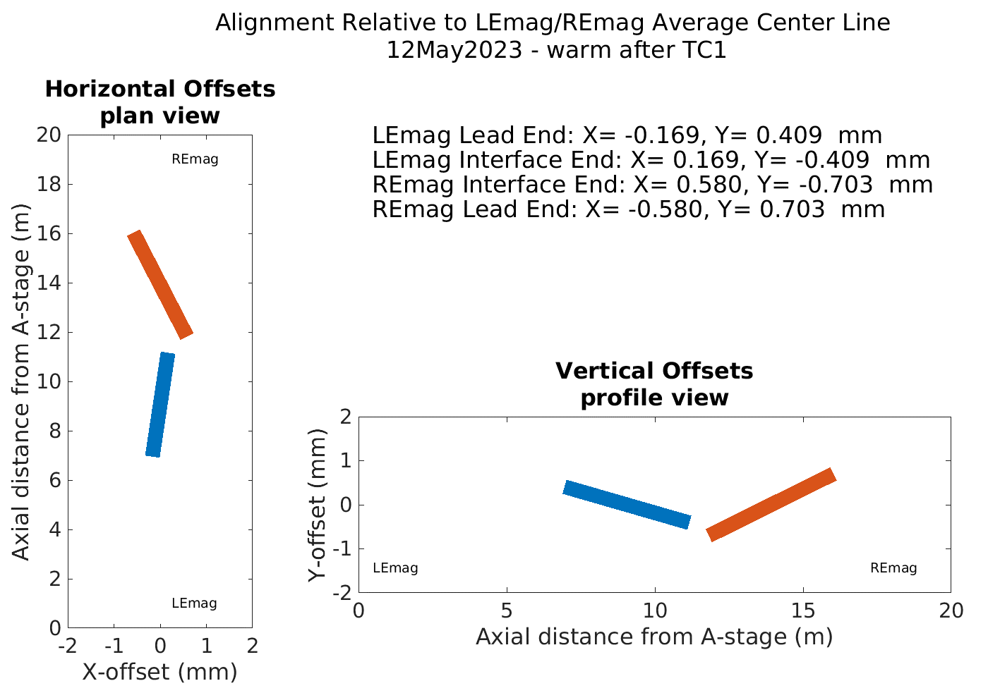 Alignment Relative to LEmag/REmag Average Center Line
12May2023 - warm after TC1
Horizontal Offsets
plan view
20
18
16
14
12
10
8
6
4
2
0
Axial distance from A-stage (m)
REmag
LEmag
-2 -1 0 1 2
X-offset (mm)
LEmag Lead End: X= -0.169, Y= 0.409 mm
LEmag Interface End: X= 0.169, Y= -0.409 mm
REmag Interface End: X= 0.580, Y= -0.703 mm
REmag Lead End: X= -0.580, Y= 0.703 mm
Vertical Offsets
profile view
2
1
0
-1
-2
Y-offset (mm)
LEmag REmag
0 5 10 15 20
Axial distance from A-stage (m)